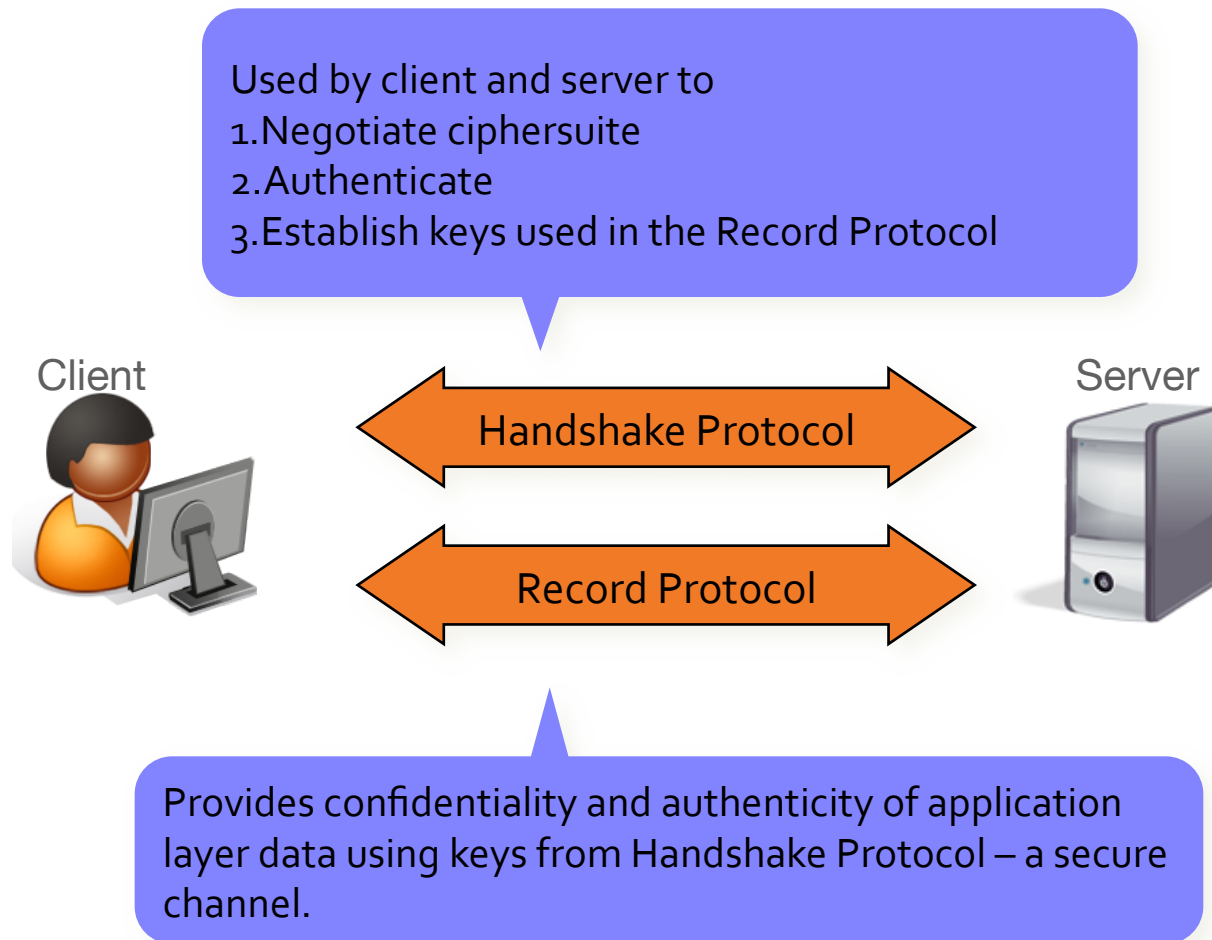 Used by client and server to
1.Negotiate ciphersuite
2.Authenticate
3.Establish keys used in the Record Protocol
Client
Server
Handshake Protocol
Record Protocol
Provides confidentiality and authenticity of application
layer data using keys from Handshake Protocol – a secure
channel.